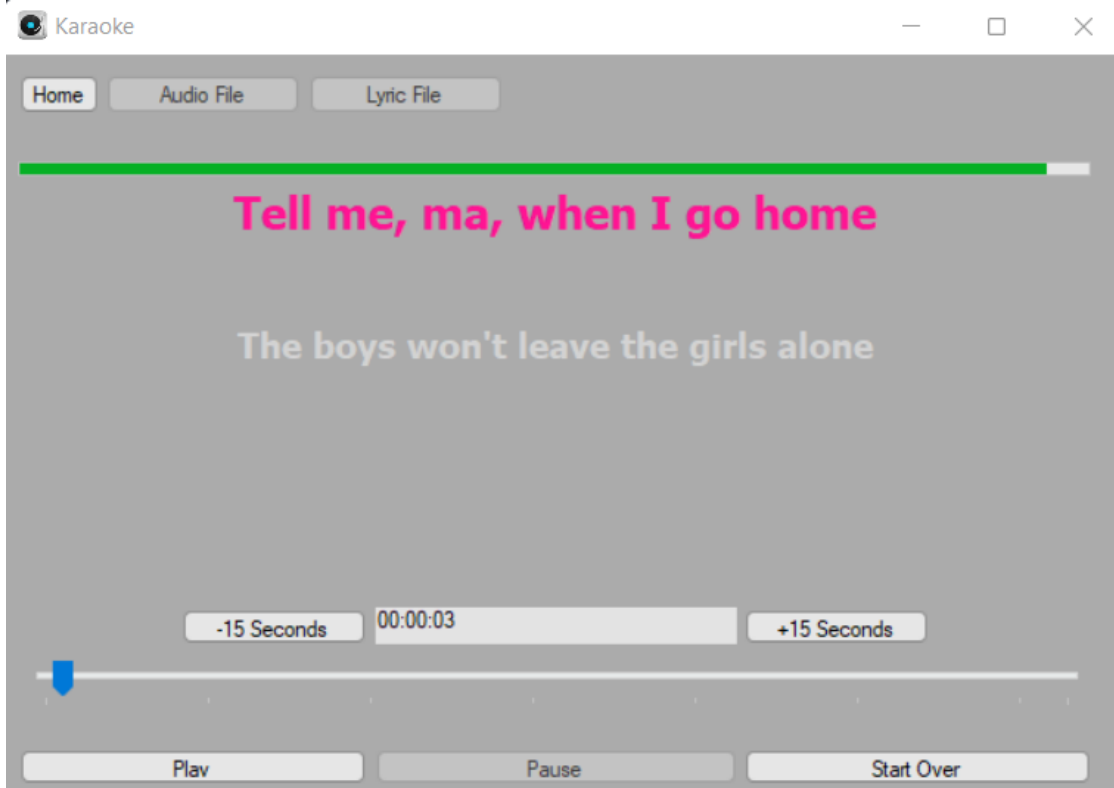 Karaoke
Home Audio File Lyric File
Tell me, ma, when I go home
The boys won't leave the girls alone
-15 Seconds 00:00:03 +15 Seconds
Play Pause Start Over